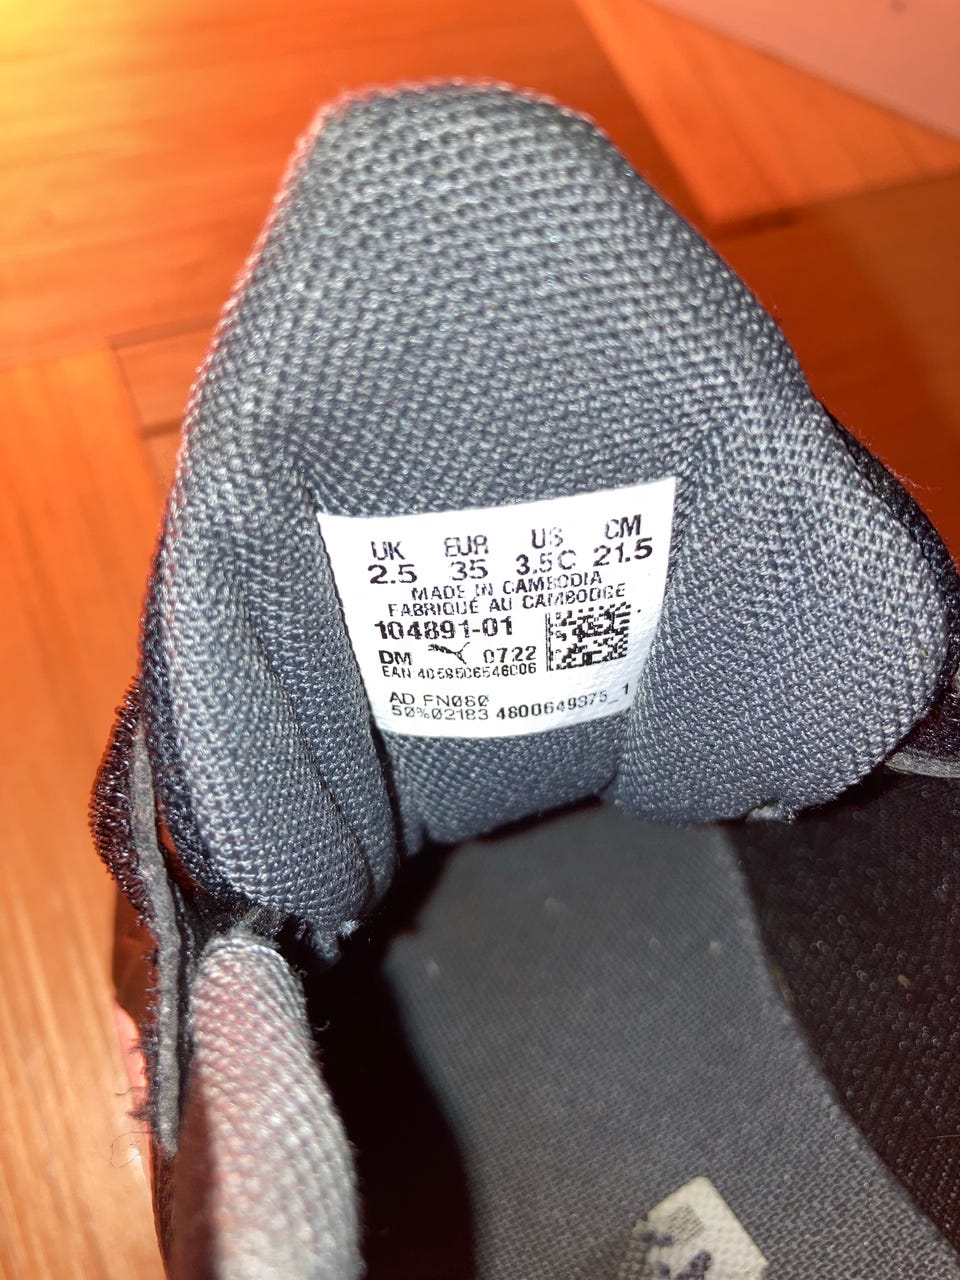 UK EUR US CM
2.5 35 3.5C 21.5
MADE IN CAMBODIA
FABRIQUÉ AU CAMBODGE
104891-01
DM 07.22
EAN 4059506546006
AD FN080
50%02183 4800649375_1